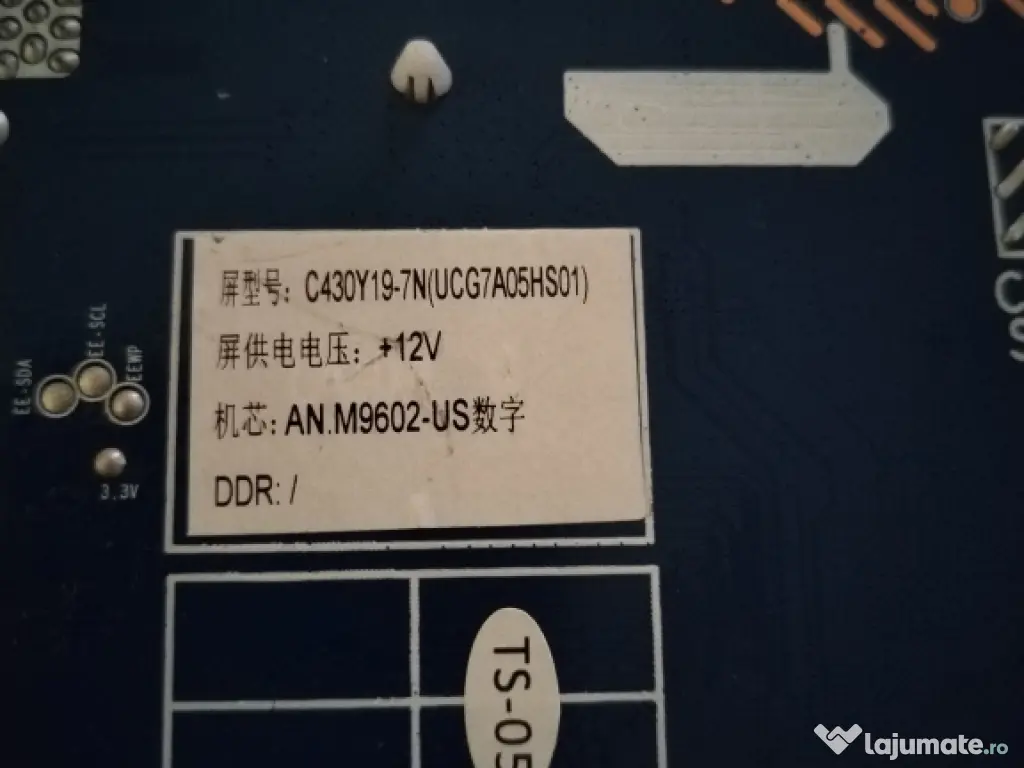 屏型号: C430Y19-7N(UCG7A05HS01)
屏供电电压: +12V
机芯: AN.M9602-US数字
DDR: /
EE-SDA
EE-SCL
EEWP
3.3V
TS-05
lajumate.ro